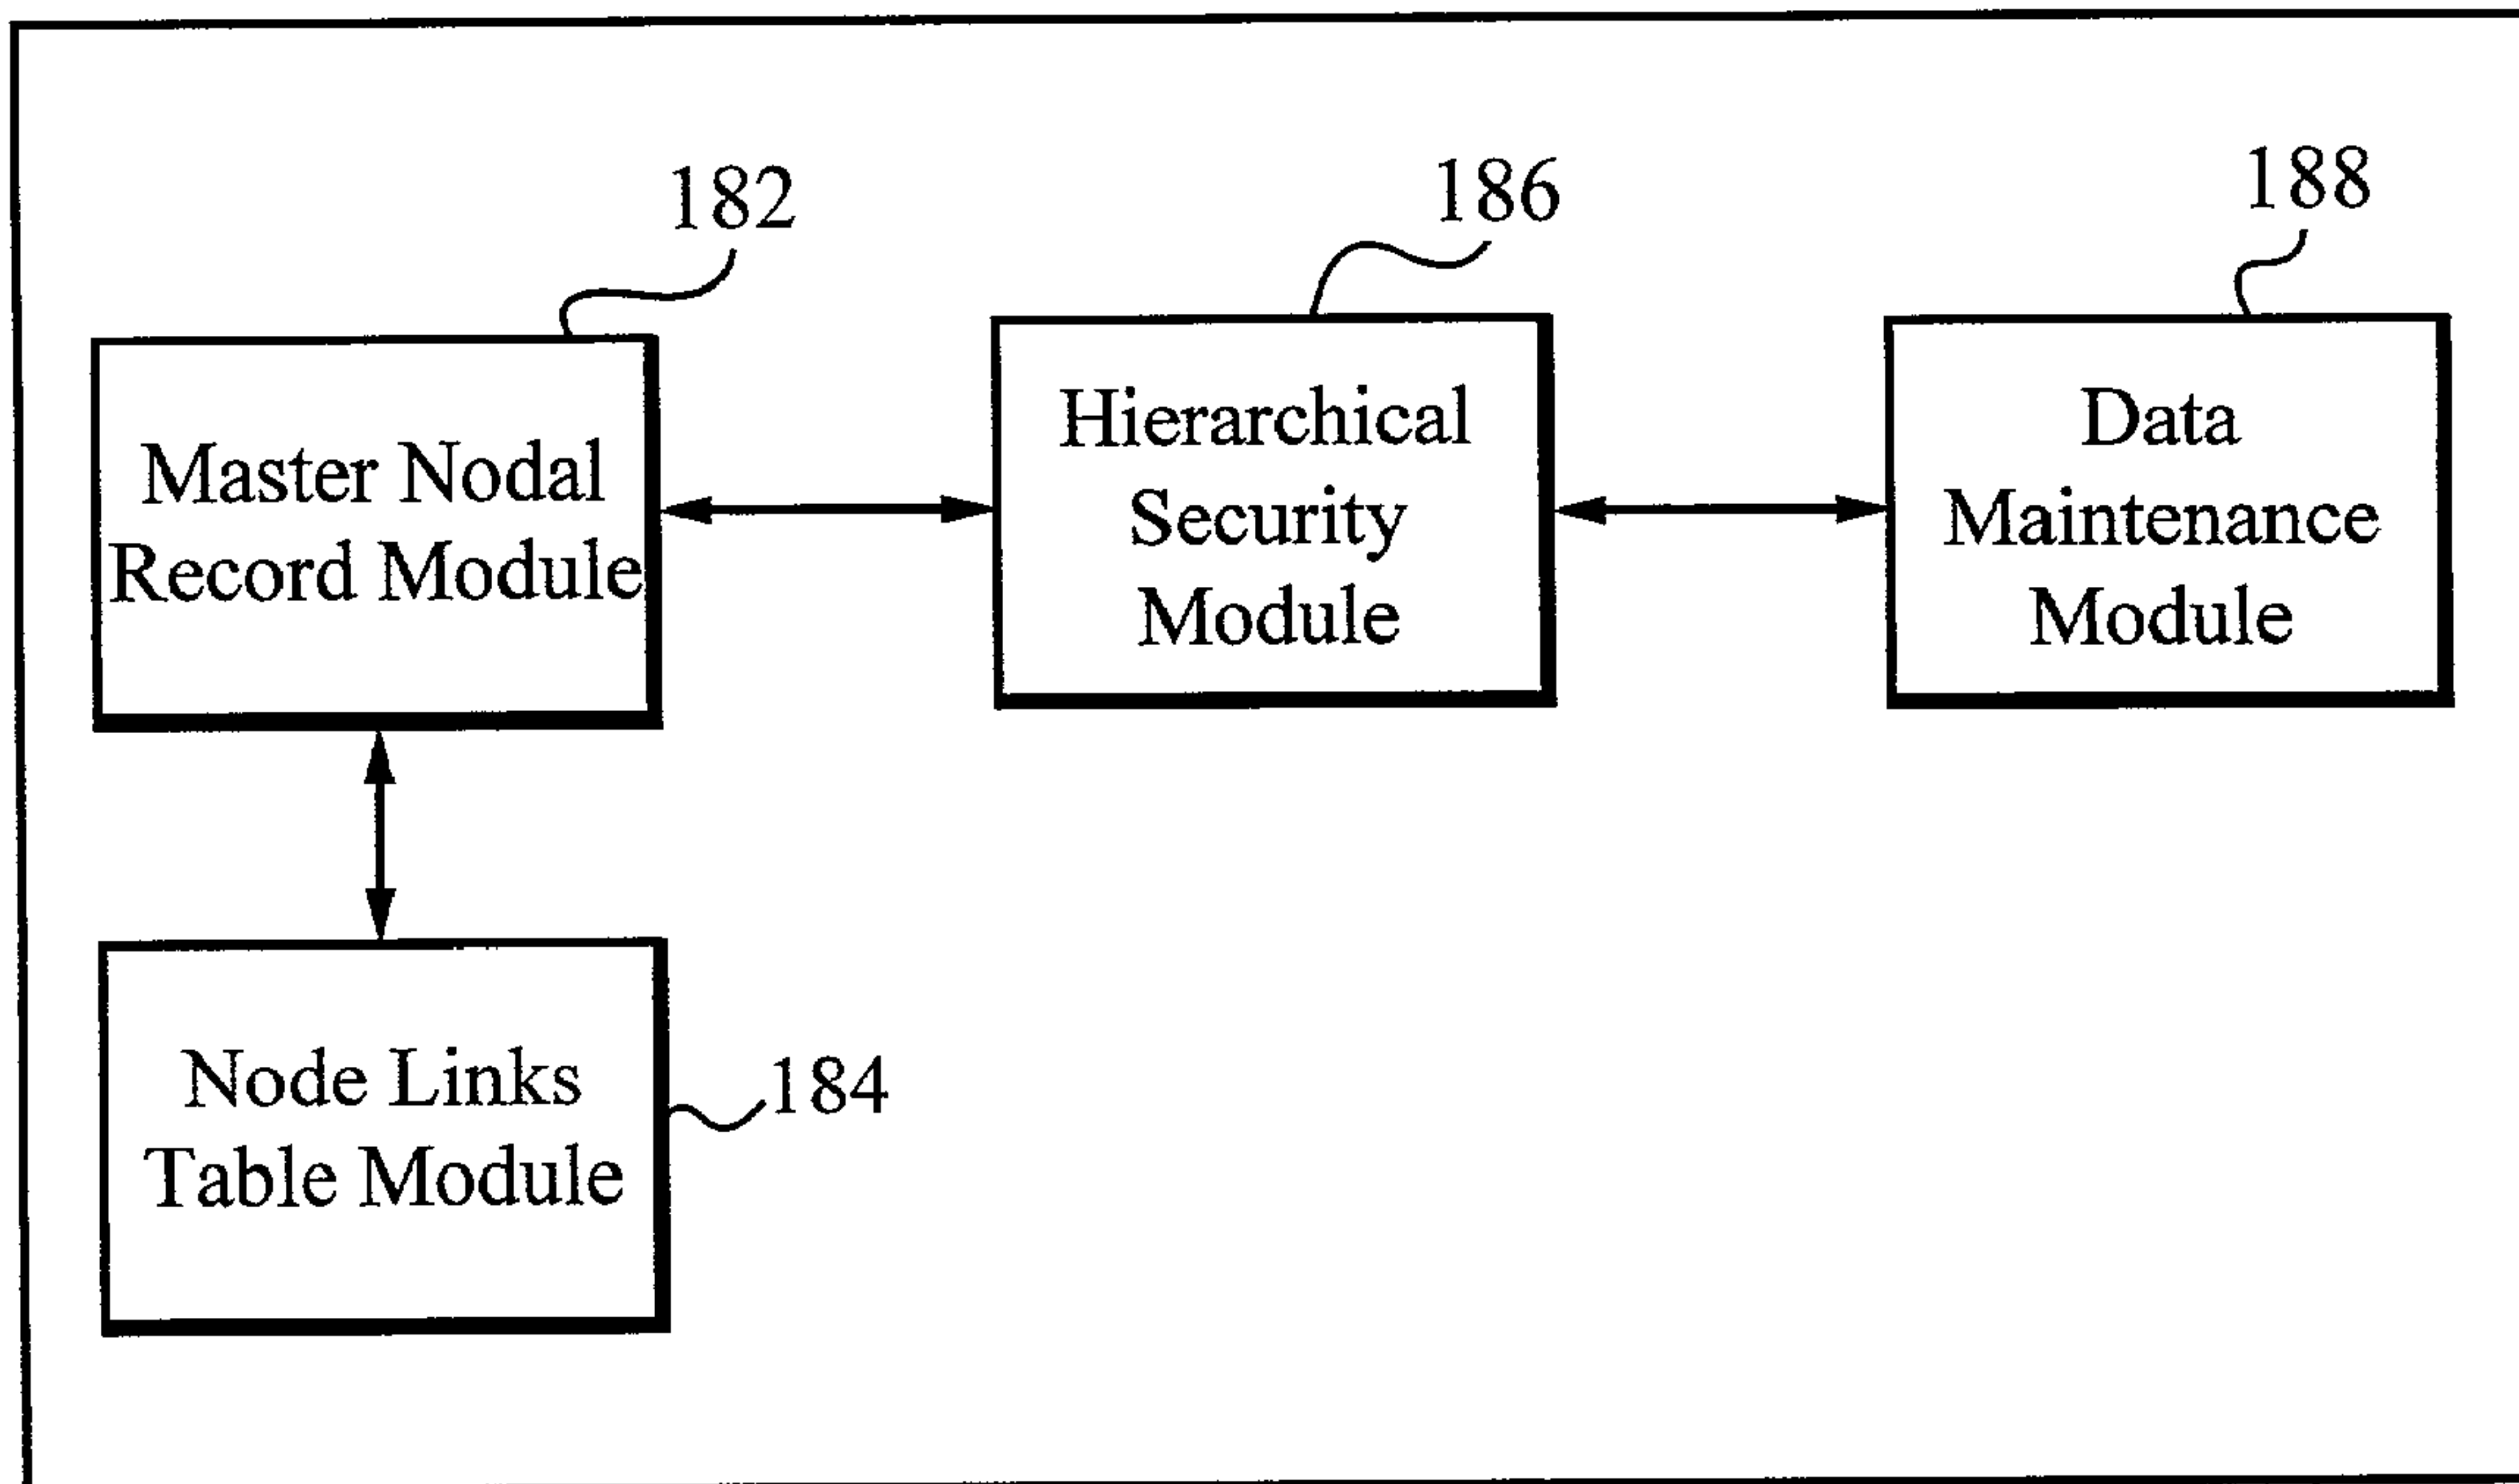 182
186
188
Master Nodal
Record Module
Hierarchical
Security
Module
Data
Maintenance
Module
Node Links
Table Module
184